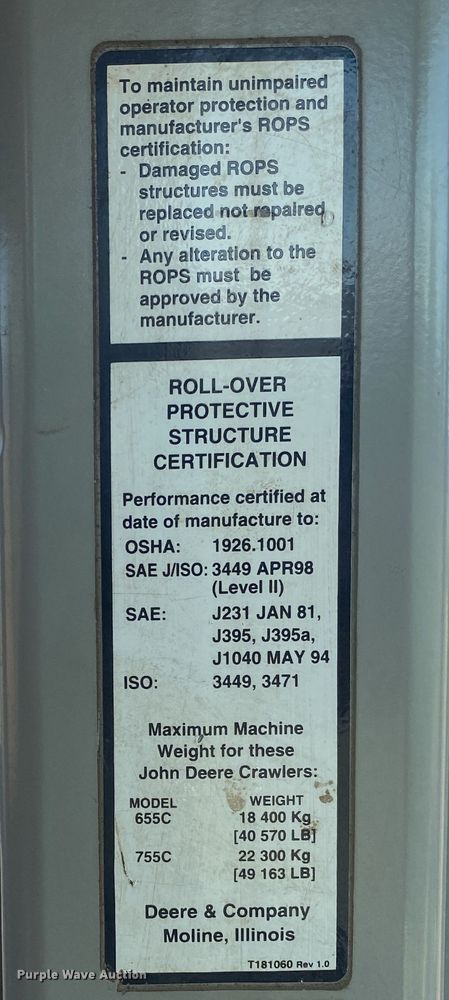 To maintain unimpaired
operator protection and
manufacturer's ROPS
certification:
- Damaged ROPS
structures must be
replaced not repaired
or revised.
- Any alteration to the
ROPS must be
approved by the
manufacturer.
ROLL-OVER
PROTECTIVE
STRUCTURE
CERTIFICATION
Performance certified at
date of manufacture to:
OSHA: 1926.1001
SAE J/ISO: 3449 APR98
(Level II)
SAE: J231 JAN 81,
J395, J395a,
J1040 MAY 94
ISO: 3449, 3471
Maximum Machine
Weight for these
John Deere Crawlers:
MODEL WEIGHT
655C 18 400 Kg
[40 570 LB]
755C 22 300 Kg
[49 163 LB]
Deere & Company
Moline, Illinois
T181060 Rev 1.0
Purple Wave Auction